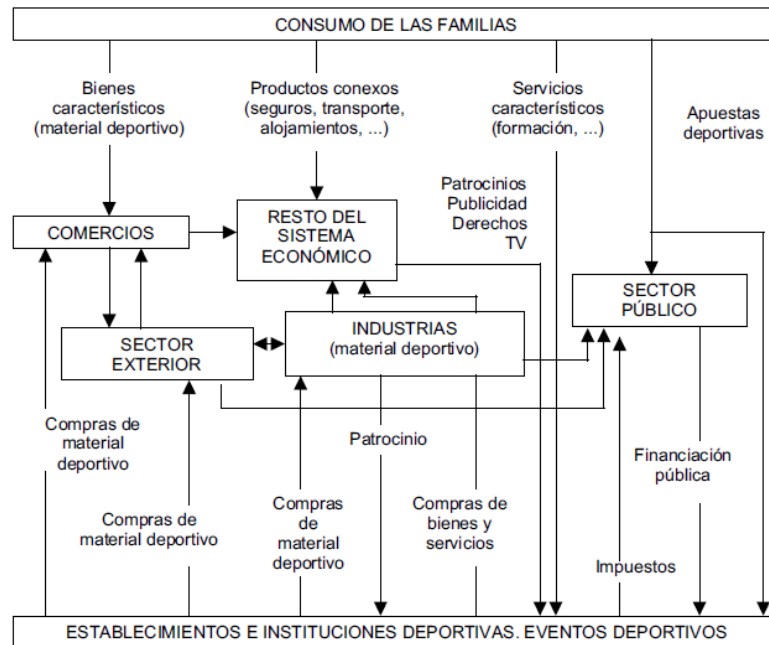 CONSUMO DE LAS FAMILIAS
Bienes
característicos
(material deportivo)
Productos conexos
(seguros, transporte,
alojamientos, ...)
Servicios
característicos
(formación, ...)
Apuestas
deportivas
Patrocinios
Publicidad
Derechos
TV
COMERCIOS
RESTO DEL
SISTEMA
ECONÓMICO
SECTOR
PÚBLICO
SECTOR
EXTERIOR
INDUSTRIAS
(material deportivo)
Compras de
material
deportivo
Patrocinio
Financiación
pública
Compras de
material deportivo
Compras
de
material
deportivo
Compras de
bienes y
servicios
Impuestos
ESTABLECIMIENTOS E INSTITUCIONES DEPORTIVAS. EVENTOS DEPORTIVOS